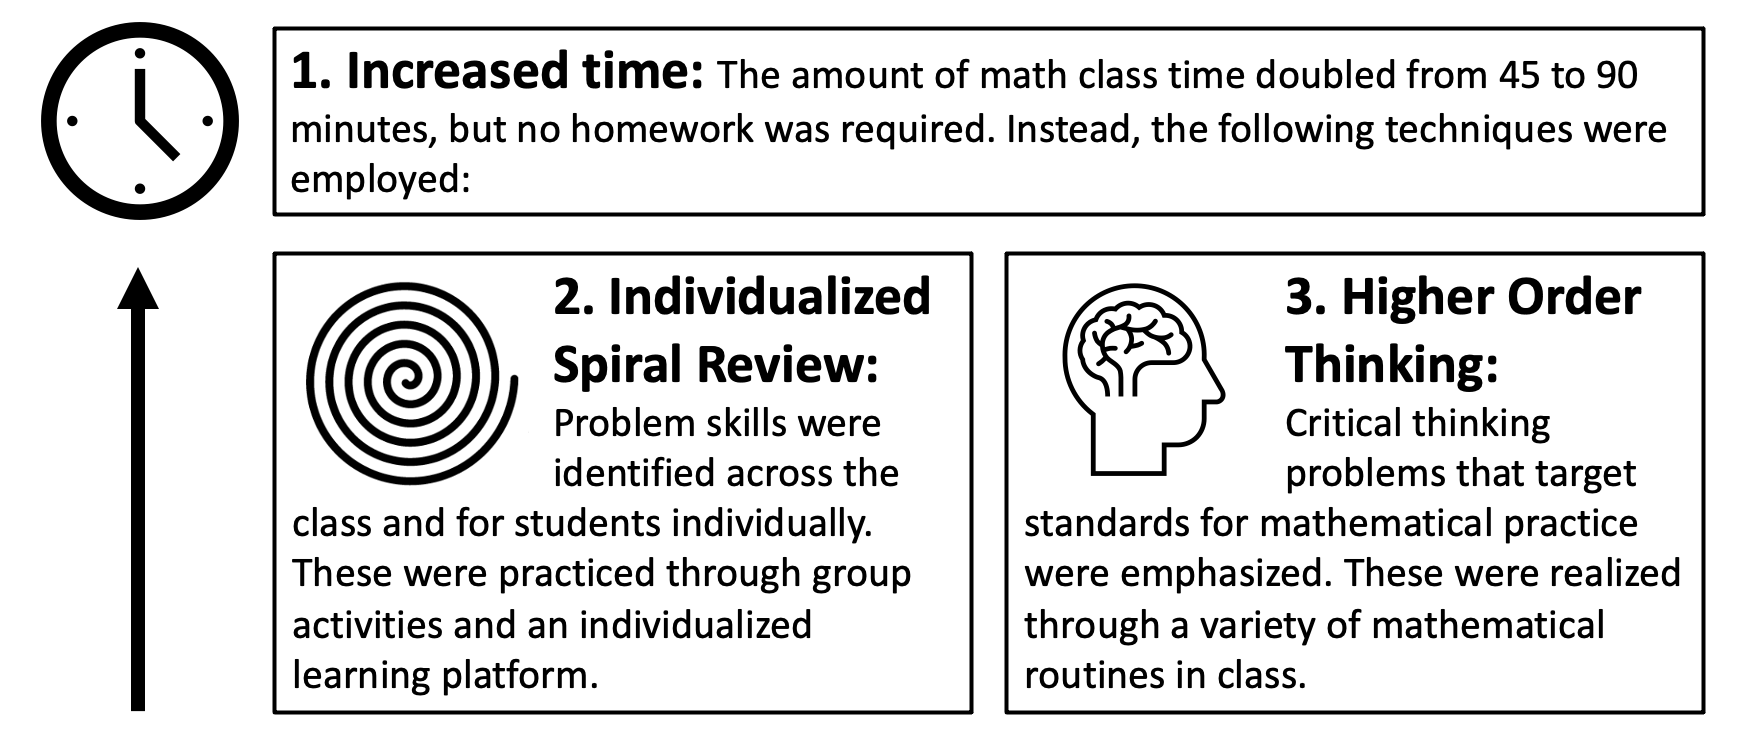 1. Increased time: The amount of math class time doubled from 45 to 90
minutes, but no homework was required. Instead, the following techniques were
employed:
2. Individualized
Spiral Review:
Problem skills were
identified across the
class and for students individually.
These were practiced through group
activities and an individualized
learning platform.
3. Higher Order
Thinking:
Critical thinking
problems that target
standards for mathematical practice
were emphasized. These were realized
through a variety of mathematical
routines in class.